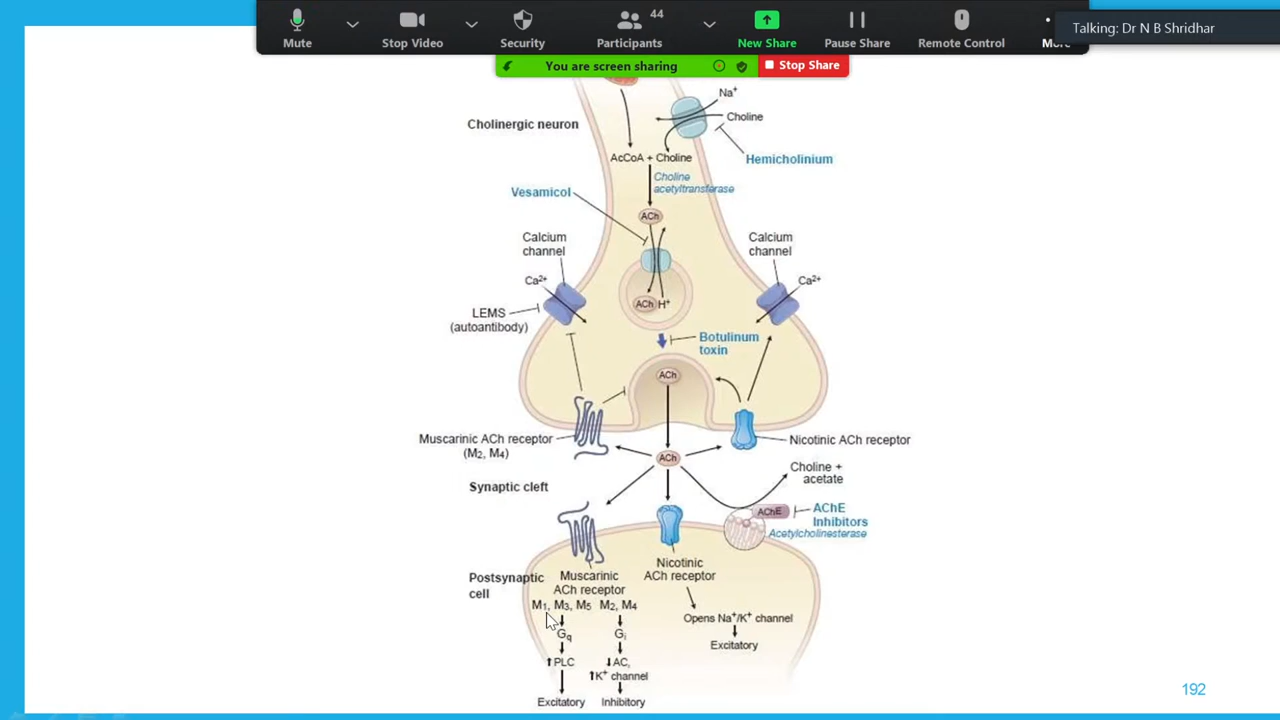 44
Talking: Dr N B Shridhar
Mute
Stop Video
Security
Participants
New Share
Pause Share
Remote Control
More
You are screen sharing
Stop Share
Na⁺
Choline
Cholinergic neuron
AcCoA + Choline
Hemicholinium
Choline
acetyltransferase
Vesamicol
ACh
Calcium
channel
Calcium
channel
Ca²⁺
Ca²⁺
ACh
H⁺
LEMS
(autoantibody)
Botulinum
toxin
ACh
Muscarinic ACh receptor
(M₂, M₄)
Nicotinic ACh receptor
ACh
Choline +
acetate
Synaptic cleft
AChE
AChE
Inhibitors
Acetylcholinesterase
Postsynaptic
cell
Muscarinic
ACh receptor
Nicotinic
ACh receptor
M₁, M₃, M₅ M₂, M₄
Opens Na⁺/K⁺ channel
Gq
Gᵢ
Excitatory
↑PLC
↓AC,
↑K⁺ channel
Excitatory
Inhibitory
192